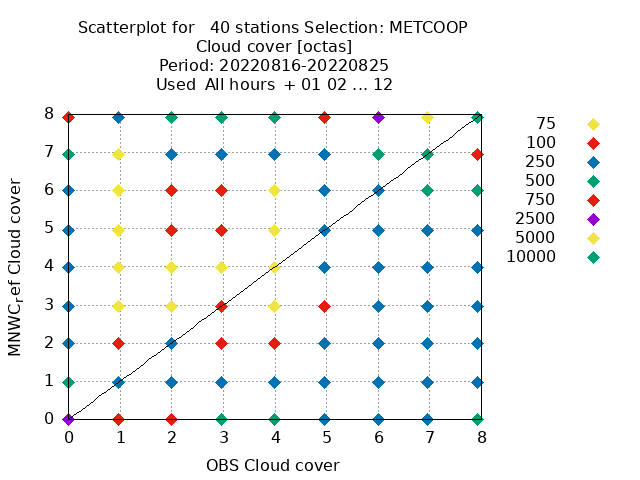 Scatterplot for   40 stations Selection: METCOOP
Cloud cover [octas]
Period: 20220816-20220825
Used  All hours  + 01 02 ... 12
8
7
6
5
4
3
2
1
0
0 1 2 3 4 5 6 7 8
MNWC_ref Cloud cover
OBS Cloud cover
75
100
250
500
750
2500
5000
10000